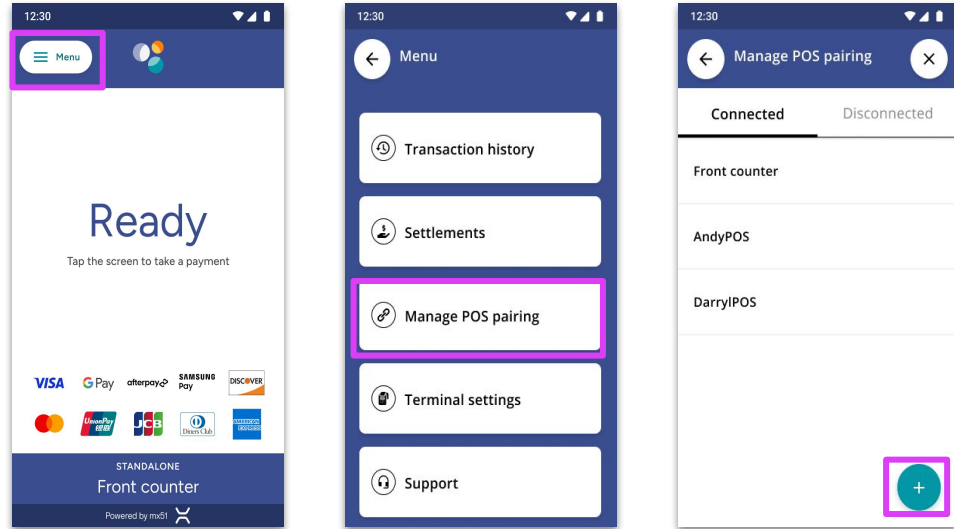 12:30
Menu
Ready
Tap the screen to take a payment
VISA
G Pay
afterpay
SAMSUNG
Pay
DISCOVER
UnionPay
银联
JCB
Diners Club
AMERICAN
EXPRESS
STANDALONE
Front counter
Powered by mx51
12:30
Menu
Transaction history
Settlements
Manage POS pairing
Terminal settings
Support
12:30
Manage POS pairing
Connected
Disconnected
Front counter
AndyPOS
DarrylPOS